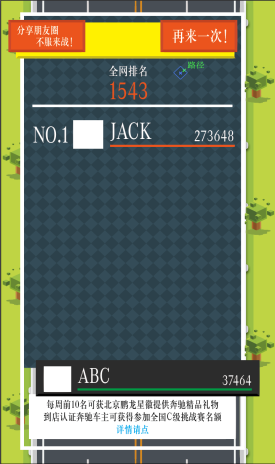 分享朋友圈
不服来战!
再来一次!
全网排名
路径
1543
NO.1 JACK 273648
ABC 37464
每周前10名可获北京鹏龙星徽提供奔驰精品礼物
到店认证奔驰车主可获得参加全国C级挑战赛名额
详情请点